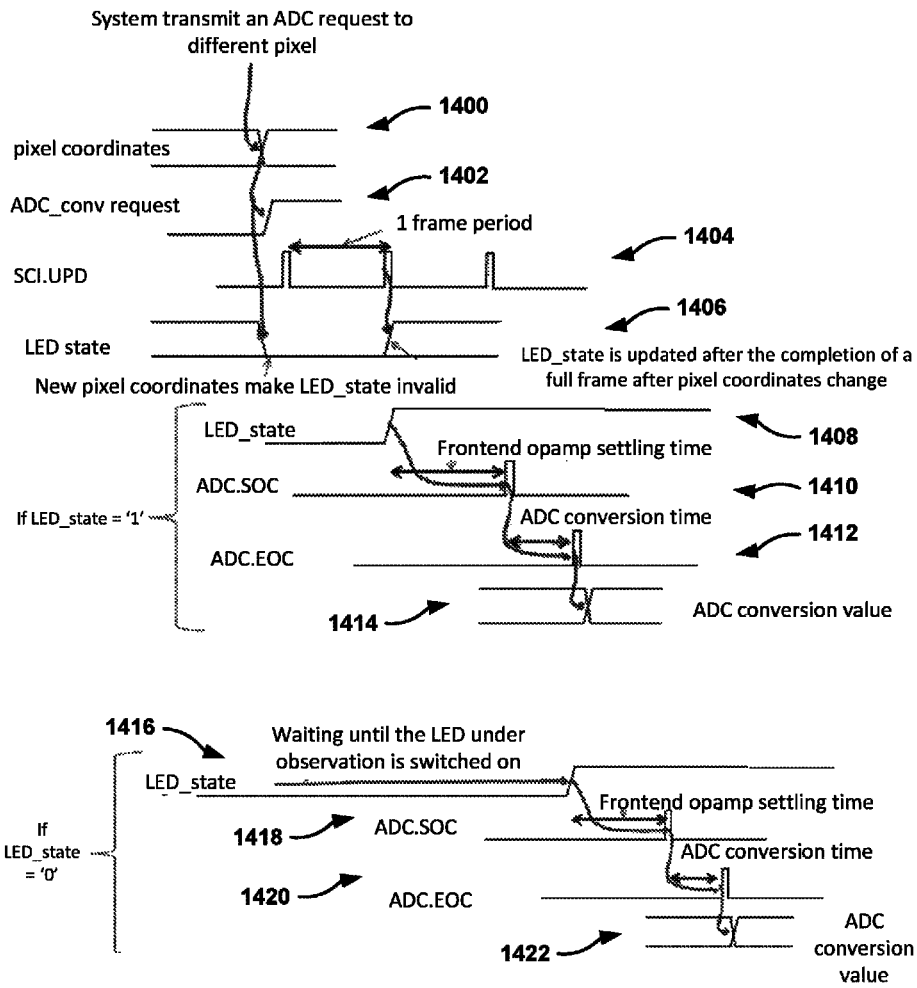 System transmit an ADC request to
different pixel
1400
pixel coordinates
1402
ADC_conv request
1 frame period
1404
SCI.UPD
1406
LED state
LED_state is updated after the completion of a
full frame after pixel coordinates change
New pixel coordinates make LED_state invalid
LED_state
1408
Frontend opamp settling time
ADC.SOC
1410
If LED_state = '1'
ADC conversion time
1412
ADC.EOC
1414
ADC conversion value
1416
Waiting until the LED under
observation is switched on
LED_state
Frontend opamp settling time
1418
ADC.SOC
If
LED_state
= '0'
ADC conversion time
1420
ADC.EOC
1422
ADC
conversion
value